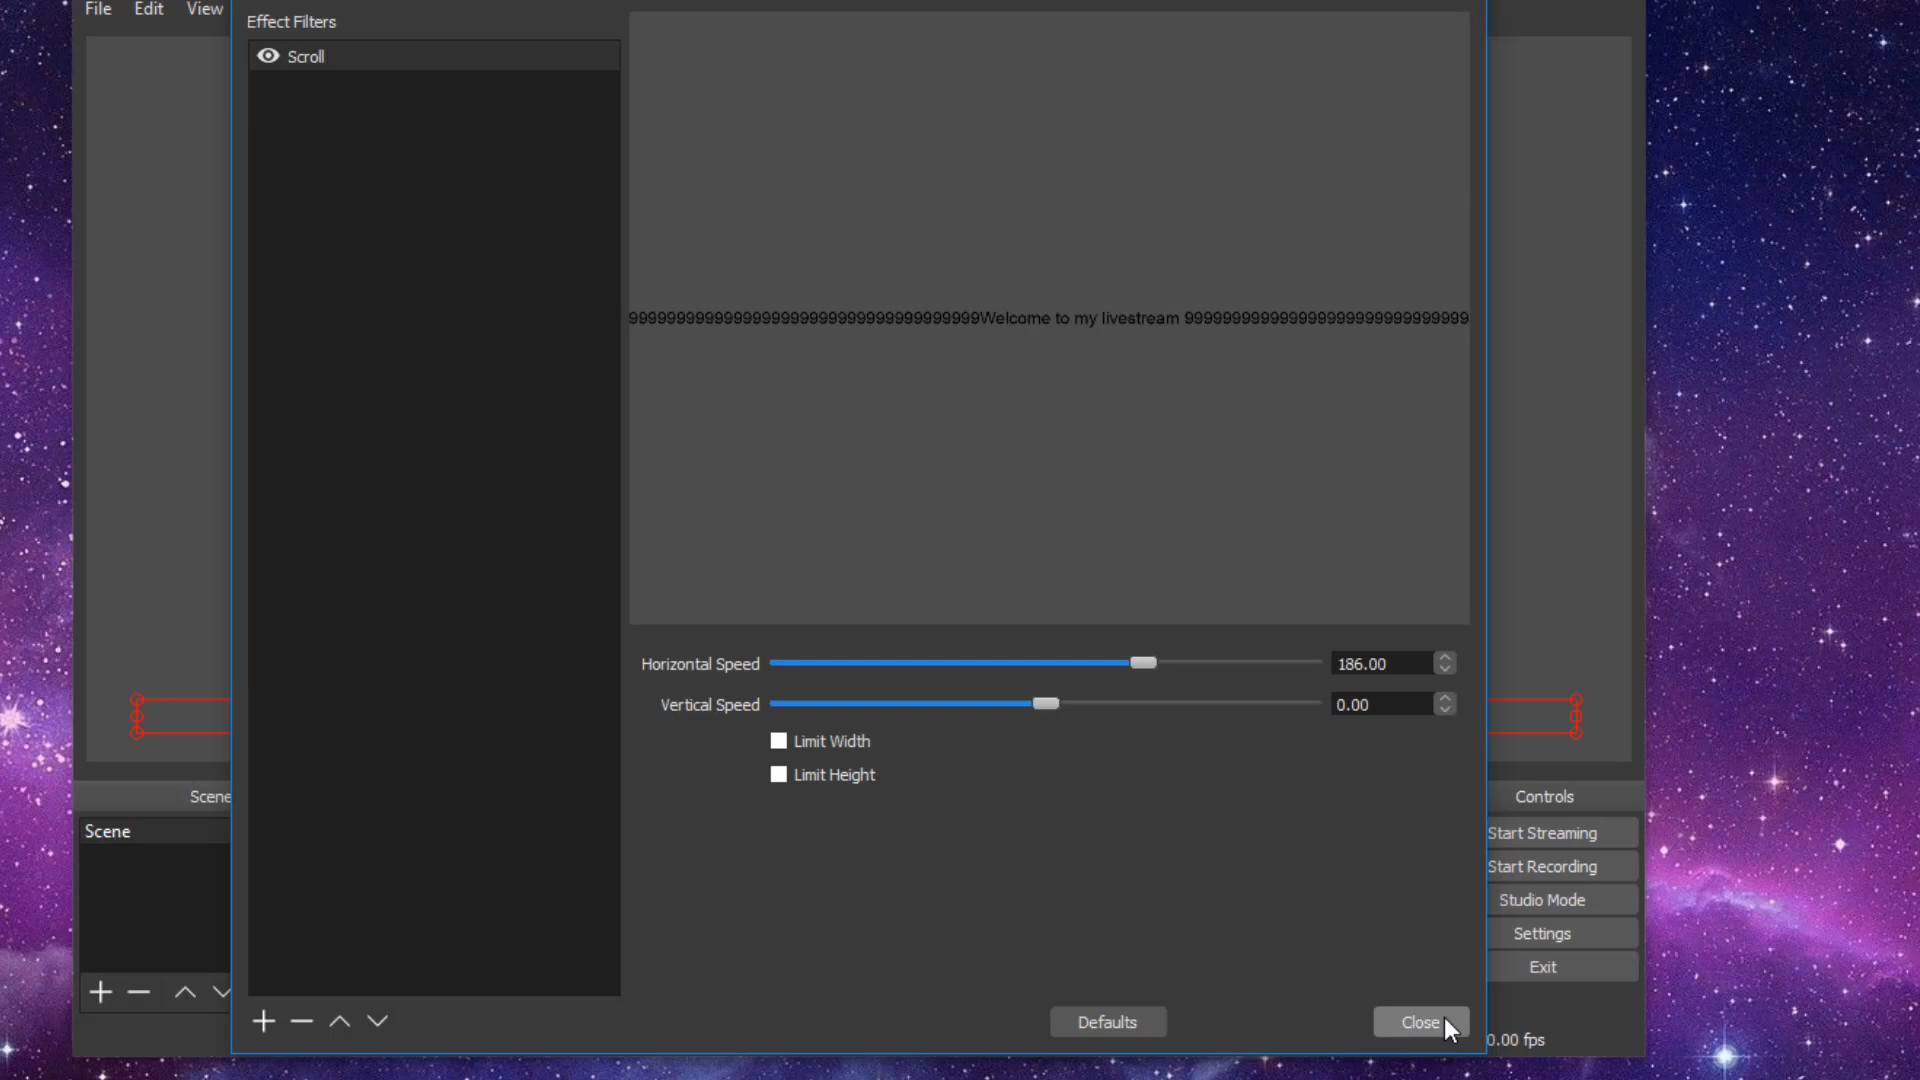 File Edit View
Effect Filters
Scroll
9999999999999999999999999999999999999Welcome to my livestream 999999999999999999999999999999
Horizontal Speed 186.00
Vertical Speed 0.00
Limit Width
Limit Height
Scene
Scene
Controls
Start Streaming
Start Recording
Studio Mode
Settings
Exit
Defaults Close
0.00 fps